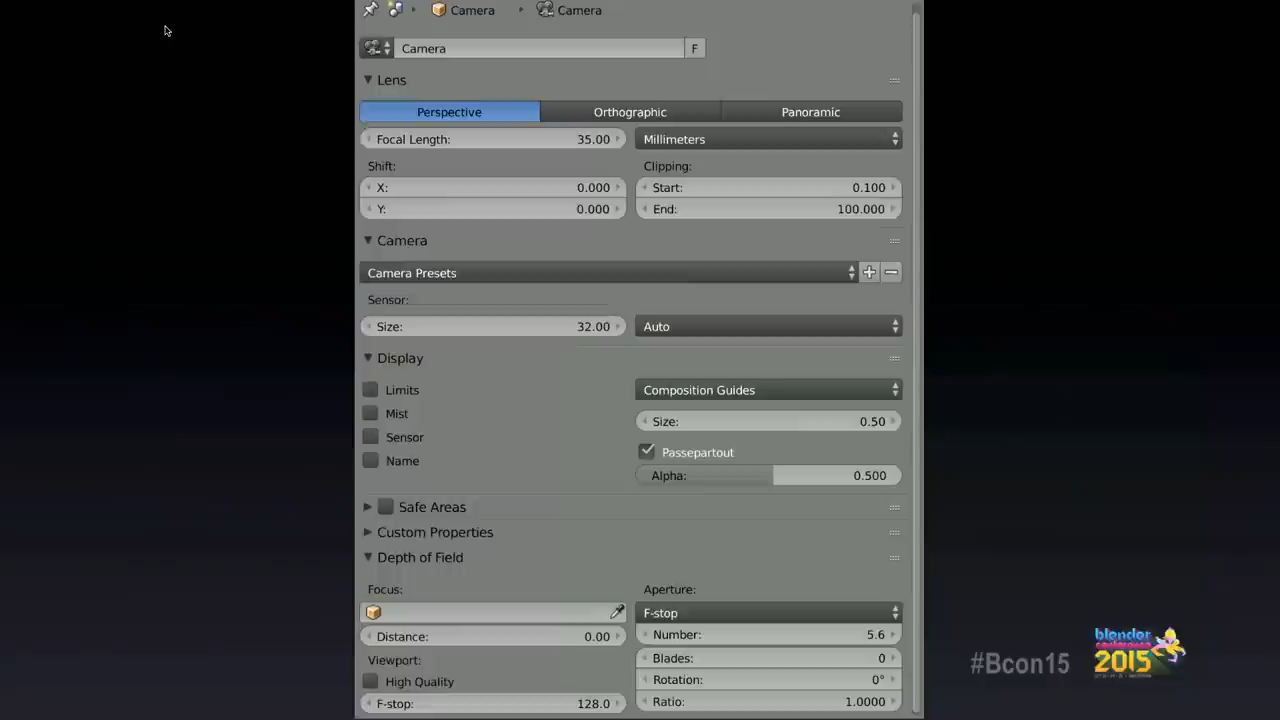 Camera Camera
Camera F
Lens
Perspective Orthographic Panoramic
Focal Length: 35.00 Millimeters
Shift: Clipping:
X: 0.000 Start: 0.100
Y: 0.000 End: 100.000
Camera
Camera Presets
Sensor:
Size: 32.00 Auto
Display
Limits Composition Guides
Mist Size: 0.50
Sensor
Name
Passepartout
Alpha: 0.500
Safe Areas
Custom Properties
Depth of Field
Focus: Aperture:
F-stop
Distance: 0.00 Number: 5.6
Viewport: Blades: 0
High Quality Rotation: 0°
F-stop: 128.0 Ratio: 1.0000
#Bcon15
blender
conference
2015